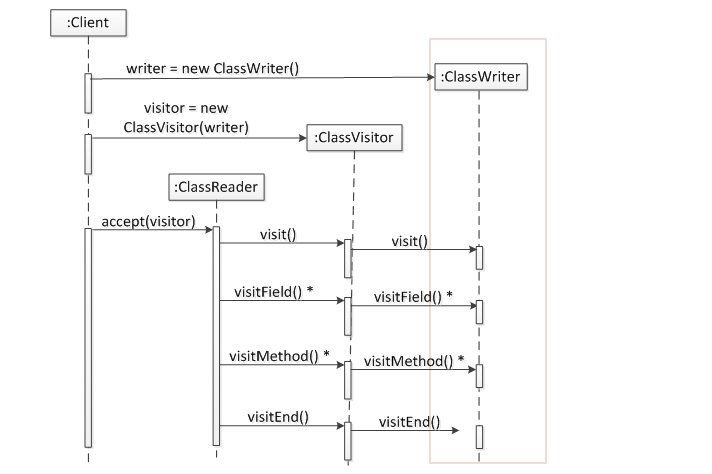 :Client
writer = new ClassWriter()
:ClassWriter
visitor = new
ClassVisitor(writer)
:ClassVisitor
:ClassReader
accept(visitor)
visit()
visit()
visitField() *
visitField() *
visitMethod() *
visitMethod() *
visitEnd()
visitEnd()